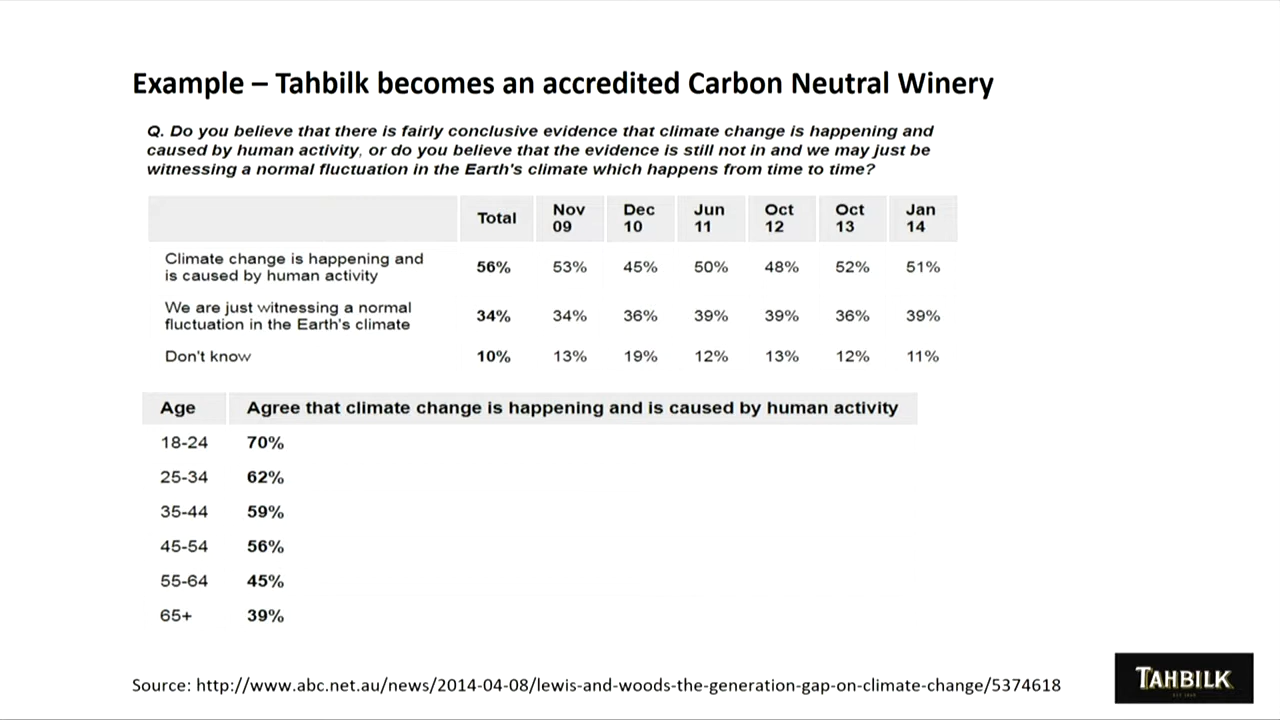 Example – Tahbilk becomes an accredited Carbon Neutral Winery
Q. Do you believe that there is fairly conclusive evidence that climate change is happening and
caused by human activity, or do you believe that the evidence is still not in and we may just be
witnessing a normal fluctuation in the Earth's climate which happens from time to time?
Total Nov 09 Dec 10 Jun 11 Oct 12 Oct 13 Jan 14
Climate change is happening and
is caused by human activity 56% 53% 45% 50% 48% 52% 51%
We are just witnessing a normal
fluctuation in the Earth's climate 34% 34% 36% 39% 39% 36% 39%
Don't know 10% 13% 19% 12% 13% 12% 11%
Age Agree that climate change is happening and is caused by human activity
18-24 70%
25-34 62%
35-44 59%
45-54 56%
55-64 45%
65+ 39%
Source: http://www.abc.net.au/news/2014-04-08/lewis-and-woods-the-generation-gap-on-climate-change/5374618
TAHBILK